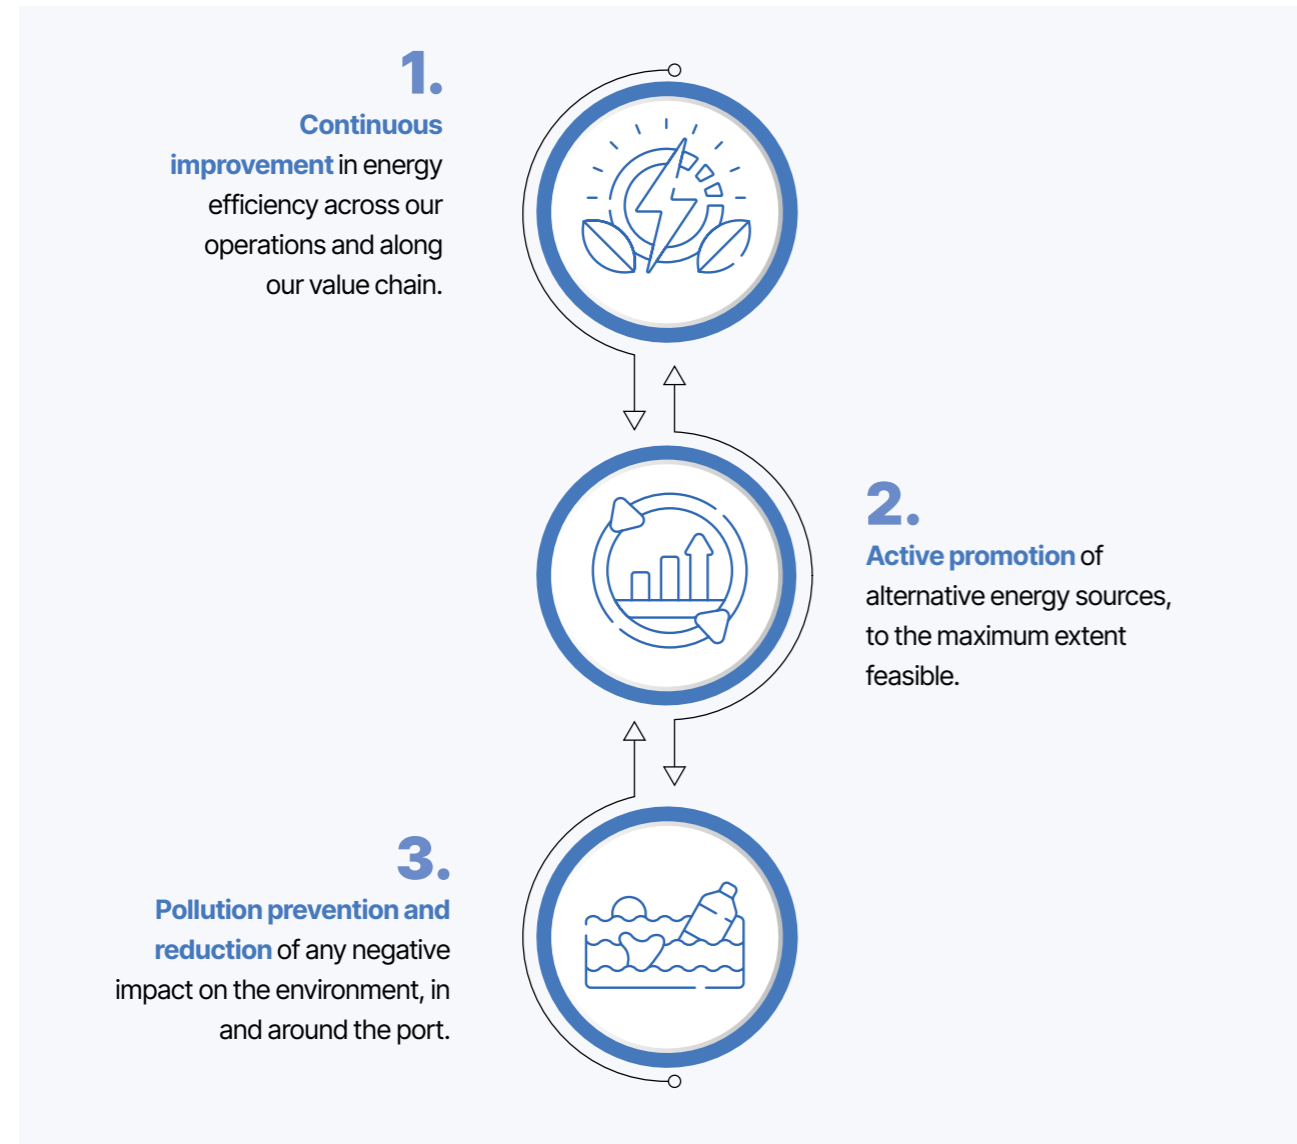 1.
Continuous
improvement in energy
efficiency across our
operations and along
our value chain.
2.
Active promotion of
alternative energy sources,
to the maximum extent
feasible.
3.
Pollution prevention and
reduction of any negative
impact on the environment, in
and around the port.